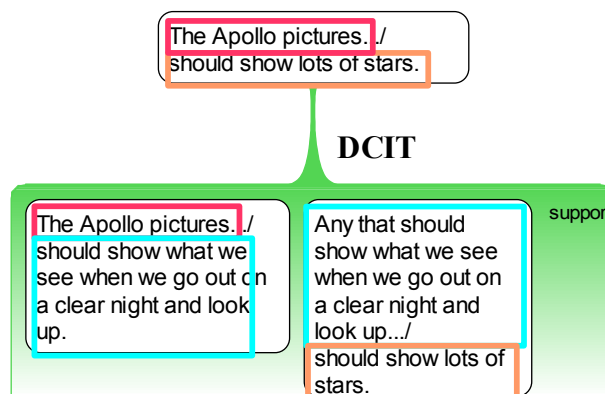 The Apollo pictures.../
should show lots of stars.
DCIT
The Apollo pictures.../
should show what we
see when we go out on
a clear night and look
up.
Any that should
show what we see
when we go out on
a clear night and
look up.../
should show lots of
stars.
suppor